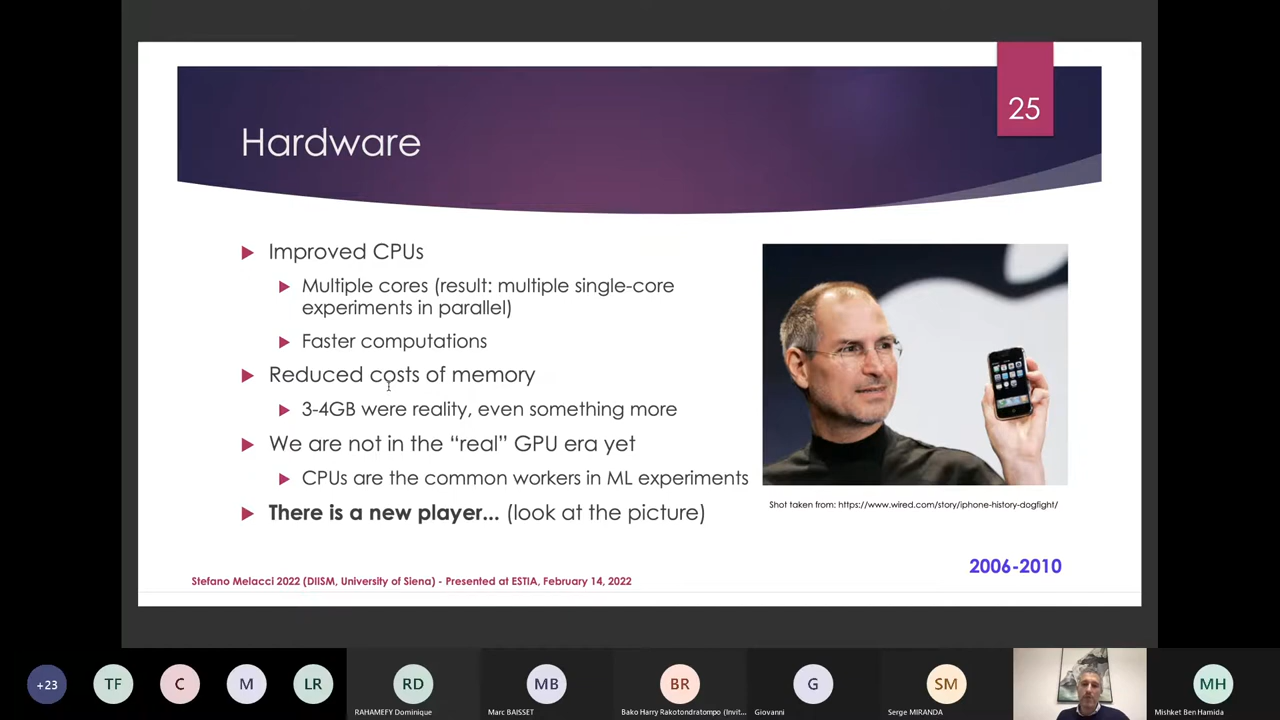 25
Hardware
Improved CPUs
Multiple cores (result: multiple single-core
experiments in parallel)
Faster computations
Reduced costs of memory
3-4GB were reality, even something more
We are not in the “real” GPU era yet
CPUs are the common workers in ML experiments
There is a new player... (look at the picture)
Shot taken from: https://www.wired.com/story/iphone-history-dogfight/
2006-2010
Stefano Melacci 2022 (DIISM, University of Siena) - Presented at ESTIA, February 14, 2022
+23
TF
C
M
LR
RD
MB
BR
G
SM
MH
RAHAMEFY Dominique
Marc BAISSET
Bako Harry Rakotondratompo (Invit...
Giovanni
Serge MIRANDA
Mishket Ben Hamida